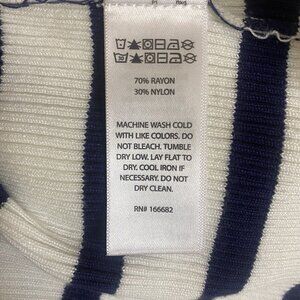 70% RAYON
30% NYLON
MACHINE WASH COLD
WITH LIKE COLORS. DO
NOT BLEACH. TUMBLE
DRY LOW. LAY FLAT TO
DRY. COOL IRON IF
NECESSARY. DO NOT
DRY CLEAN.
RN# 166682